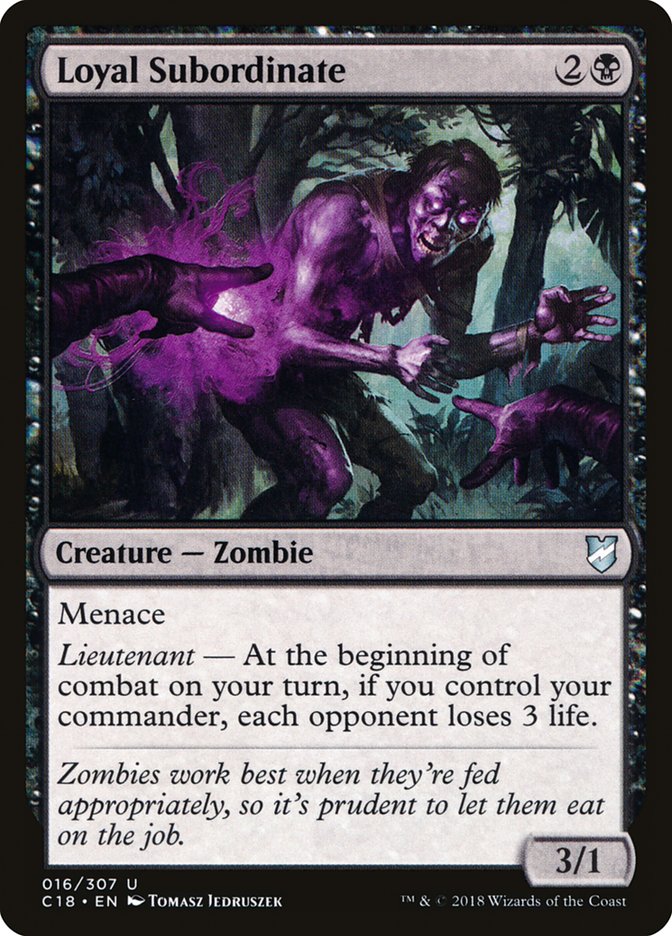 Loyal Subordinate 2
Creature — Zombie
Menace
Lieutenant — At the beginning of
combat on your turn, if you control your
commander, each opponent loses 3 life.
Zombies work best when they're fed
appropriately, so it's prudent to let them eat
on the job.
3/1
016/307 U
C18 • EN Tomasz Jedruszek
™ & © 2018 Wizards of the Coast